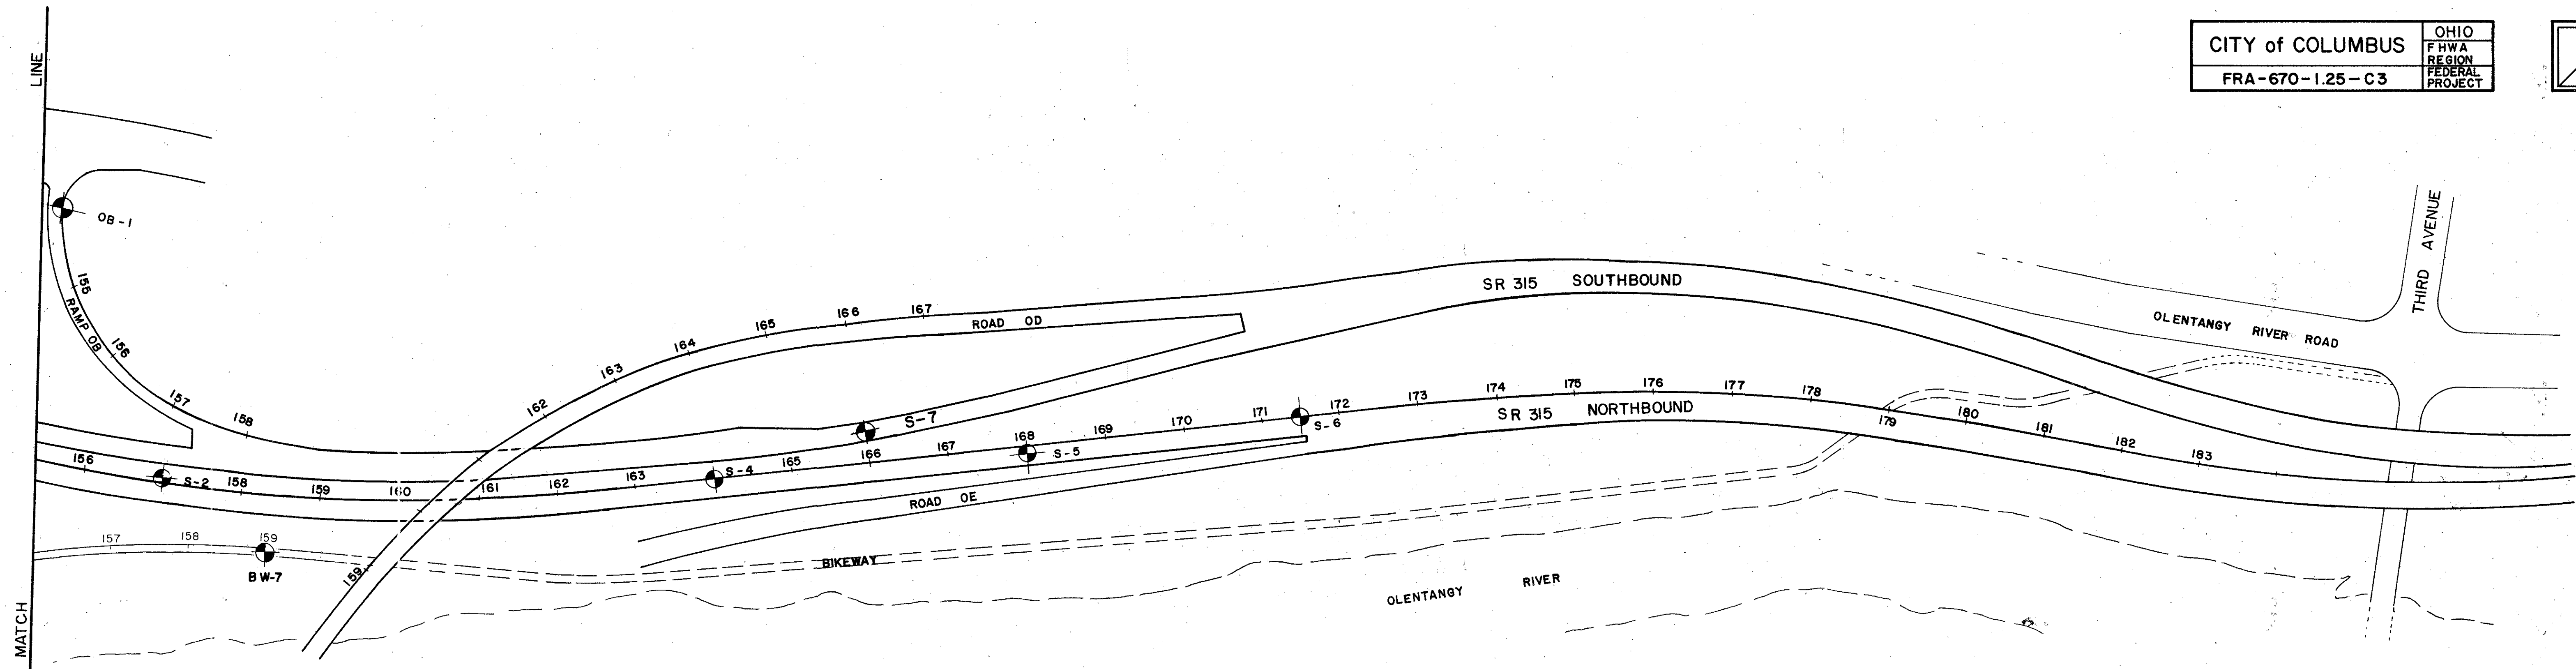 CITY of COLUMBUS
FRA-670-1.25-C3
OHIO
FHWA
REGION
FEDERAL
PROJECT
LINE
MATCH
OB-1
155
RAMP OB
156
157
158
162
163
164
165
166
167
ROAD OD
SR 315 SOUTHBOUND
OLENTANGY RIVER ROAD
THIRD AVENUE
S-7
156
S-2
158
159
160
161
162
163
S-4
165
166
167
168
S-5
169
170
171
S-6
172
173
174
175
176
177
178
179
180
181
182
183
SR 315 NORTHBOUND
ROAD OE
157
158
159
BW-7
159
BIKEWAY
OLENTANGY RIVER